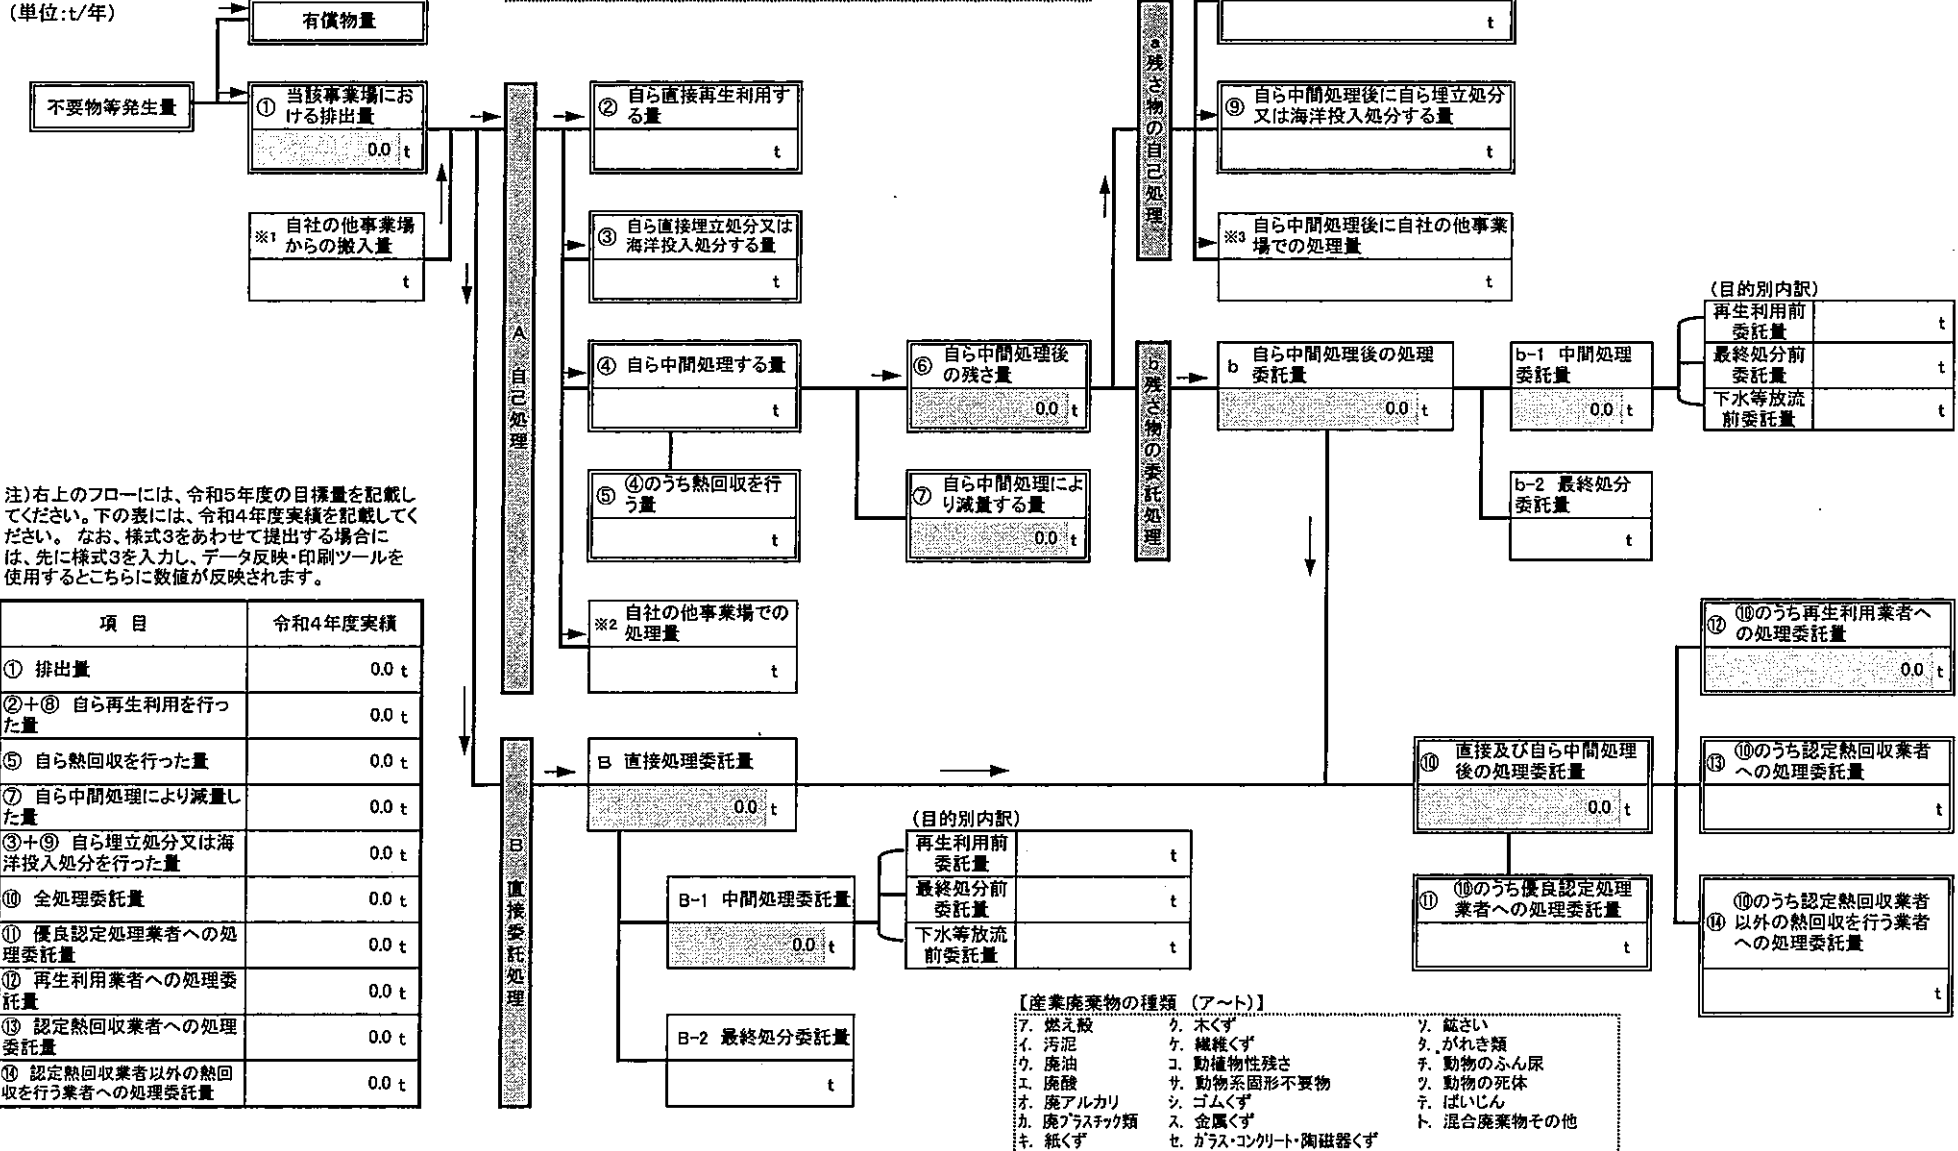 (単位:t/年)
有償物量
t
不要物等発生量
① 当該事業場にお
ける排出量
0.0 t
※1 自社の他事業場
からの搬入量
t
A 自己処理
② 自ら直接再生利用す
る量
t
③ 自ら直接埋立処分又は
海洋投入処分する量
t
④ 自ら中間処理する量
t
⑤ ④のうち熱回収を行
う量
t
※2 自社の他事業場での
処理量
t
⑥ 自ら中間処理後
の残さ量
0.0 t
⑦ 自ら中間処理によ
り減量する量
0.0 t
a 残さ物の自己処理
⑨ 自ら中間処理後に自ら埋立処分
又は海洋投入処分する量
t
※3 自ら中間処理後に自社の他事業
場での処理量
t
b 残さ物の委託処理
b 自ら中間処理後の処理
委託量
0.0 t
b-1 中間処理
委託量
0.0 t
(目的別内訳)
再生利用前
委託量
t
最終処分前
委託量
t
下水等放流
前委託量
t
b-2 最終処分
委託量
t
注)右上のフローには、令和5年度の目標量を記載し
てください。下の表には、令和4年度実績を記載してく
ださい。 なお、様式3をあわせて提出する場合に
は、先に様式3を入力し、データ反映・印刷ツールを
使用するとこちらに数値が反映されます。
項 目 令和4年度実績
① 排出量 0.0 t
②+⑧ 自ら再生利用を行っ
た量 0.0 t
⑤ 自ら熱回収を行った量 0.0 t
⑦ 自ら中間処理により減量し
た量 0.0 t
③+⑨ 自ら埋立処分又は海
洋投入処分を行った量 0.0 t
⑩ 全処理委託量 0.0 t
⑪ 優良認定処理業者への処
理委託量 0.0 t
⑫ 再生利用業者への処理委
託量 0.0 t
⑬ 認定熱回収業者への処理
委託量 0.0 t
⑭ 認定熱回収業者以外の熱回
収を行う業者への処理委託量 0.0 t
B 直接委託処理
B 直接処理委託量
0.0 t
B-1 中間処理委託量
0.0 t
B-2 最終処分委託量
t
(目的別内訳)
再生利用前
委託量
t
最終処分前
委託量
t
下水等放流
前委託量
t
⑩ 直接及び自ら中間処理
後の処理委託量
0.0 t
⑪ ⑩のうち優良認定処理
業者への処理委託量
t
⑫ ⑩のうち再生利用業者へ
の処理委託量
0.0 t
⑬ ⑩のうち認定熱回収業者
への処理委託量
t
⑭ ⑩のうち認定熱回収業者
以外の熱回収を行う業者
への処理委託量
t
【産業廃棄物の種類 (ア〜ト)】
ア. 燃え殻 ク. 木くず ソ. 鉱さい
イ. 汚泥 ケ. 繊維くず タ. がれき類
ウ. 廃油 コ. 動植物性残さ チ. 動物のふん尿
エ. 廃酸 サ. 動物系固形不要物 ツ. 動物の死体
オ. 廃アルカリ シ. ゴムくず テ. ばいじん
カ. 廃プラスチック類 ス. 金属くず ト. 混合廃棄物その他
キ. 紙くず セ. ガラス・コンクリート・陶磁器くず